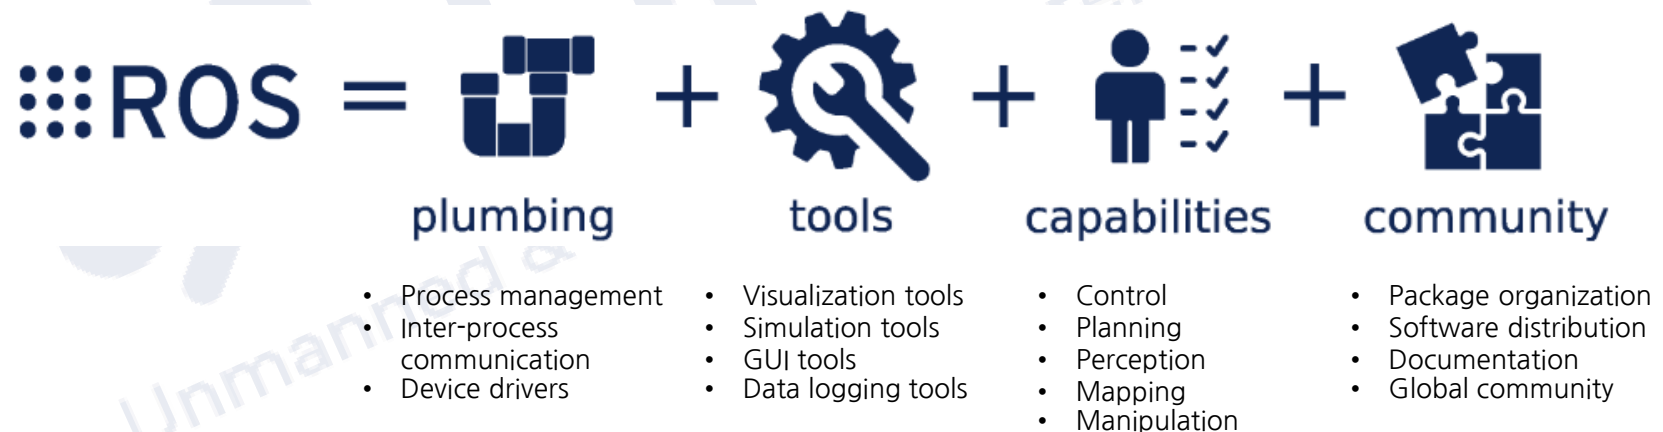 ROS = + + +
plumbing
tools
capabilities
community
• Process management
• Inter-process
communication
• Device drivers
• Visualization tools
• Simulation tools
• GUI tools
• Data logging tools
• Control
• Planning
• Perception
• Mapping
• Manipulation
• Package organization
• Software distribution
• Documentation
• Global community
Unmanned &